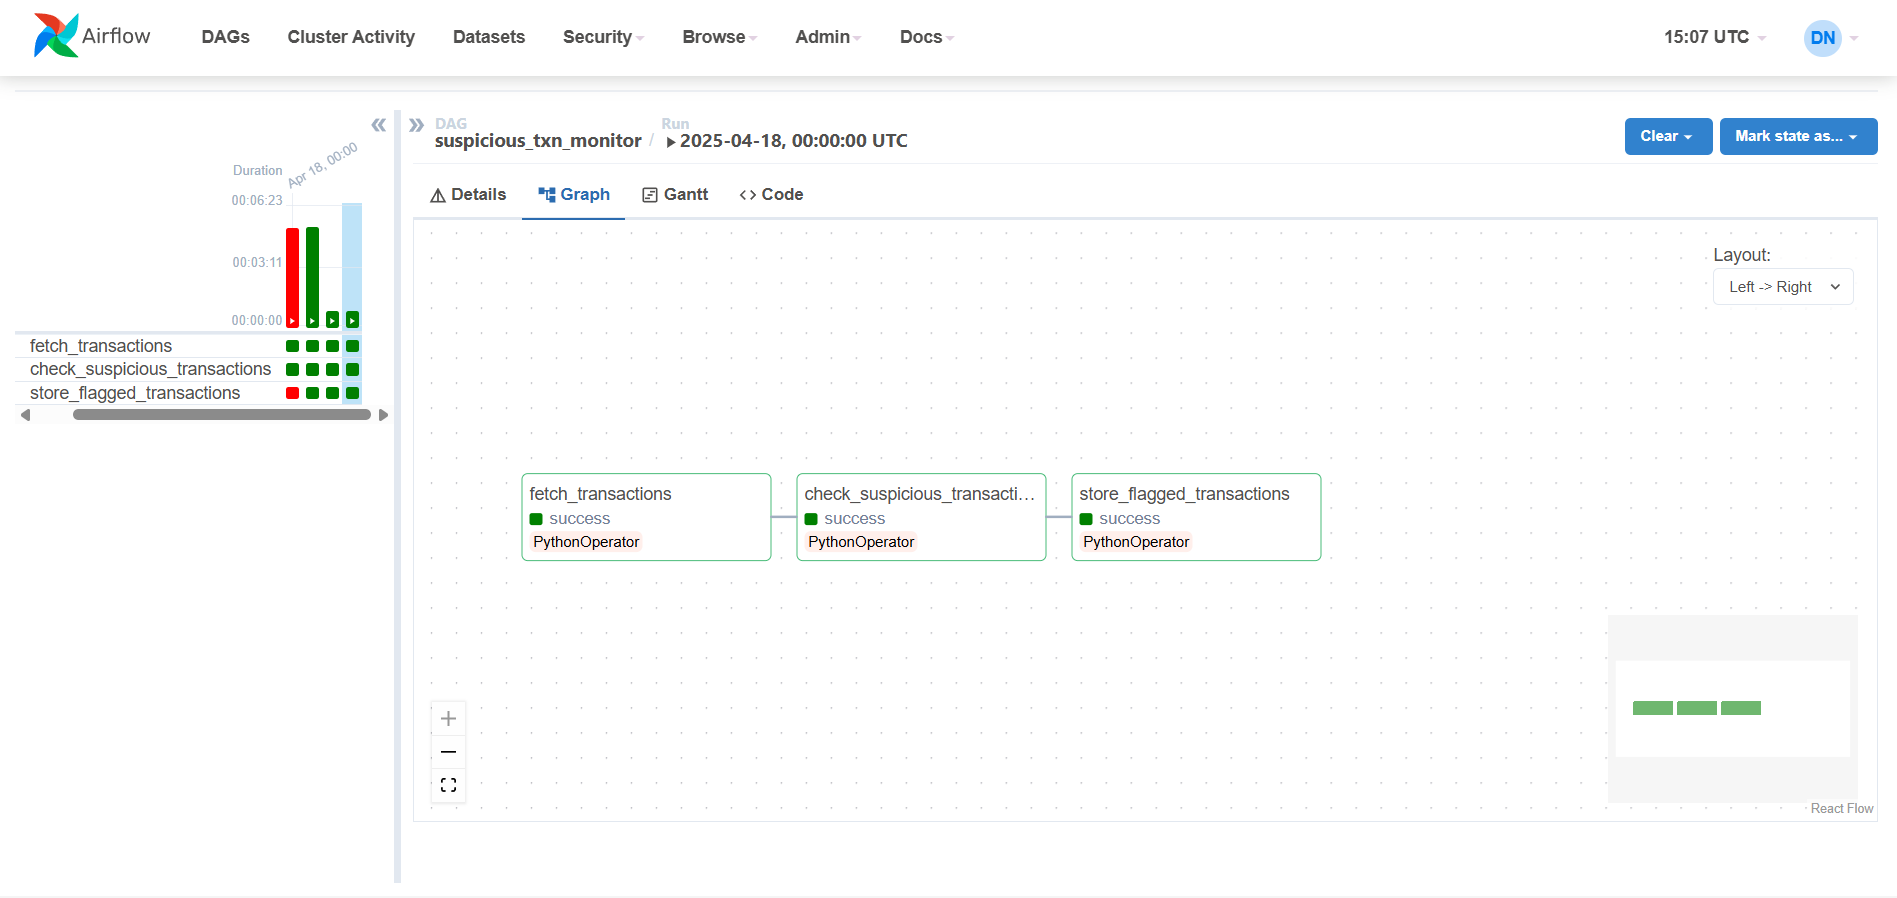 Airflow DAGs Cluster Activity Datasets Security Browse Admin Docs 15:07 UTC DN
DAG Run
suspicious_txn_monitor / 2025-04-18, 00:00:00 UTC
Clear Mark state as...
Details Graph Gantt Code
Duration Apr 18, 00:00
00:06:23
00:03:11
00:00:00
fetch_transactions
check_suspicious_transactions
store_flagged_transactions
Layout:
Left -> Right
fetch_transactions
success
PythonOperator
check_suspicious_transacti...
success
PythonOperator
store_flagged_transactions
success
PythonOperator
React Flow